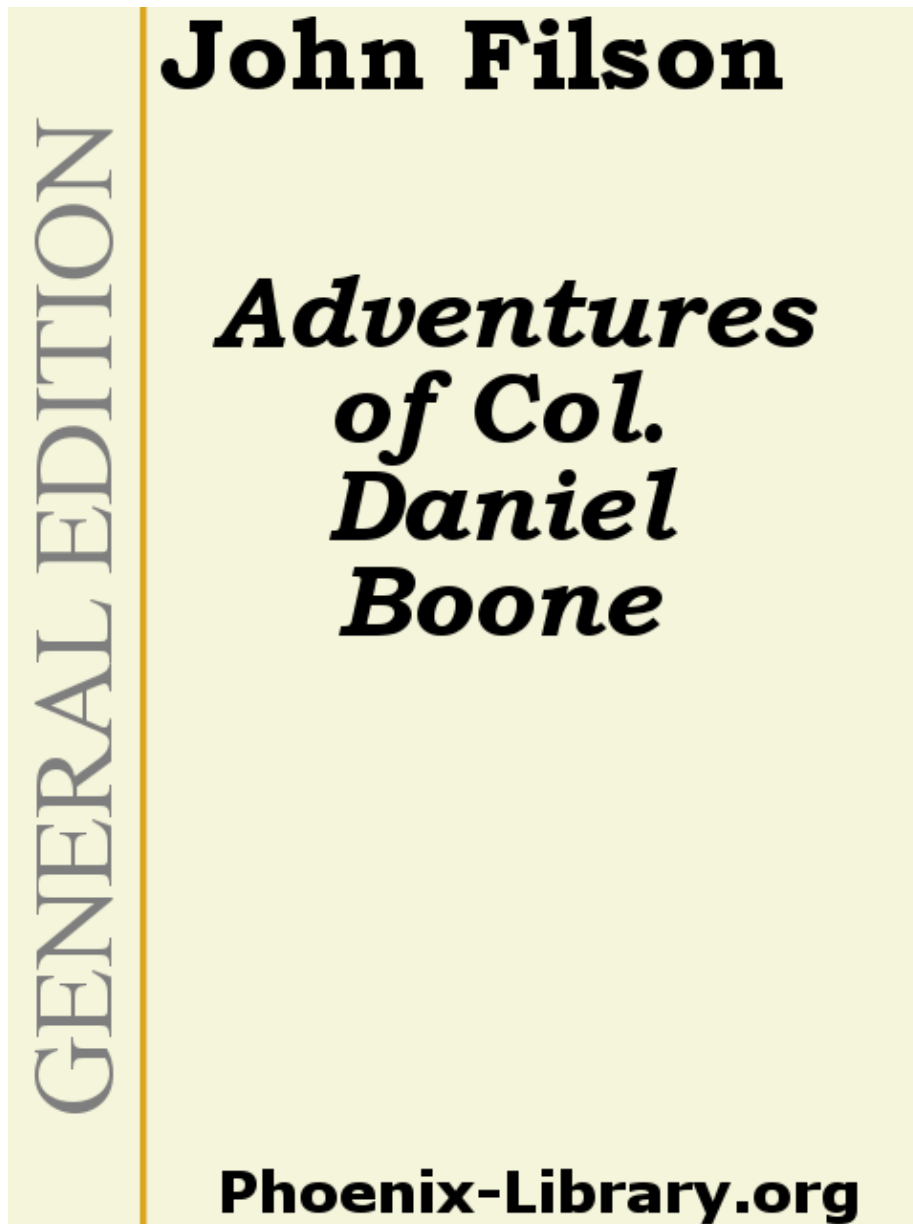 John Filson
GENERAL EDITION
Adventures
of Col.
Daniel
Boone
Phoenix-Library.org